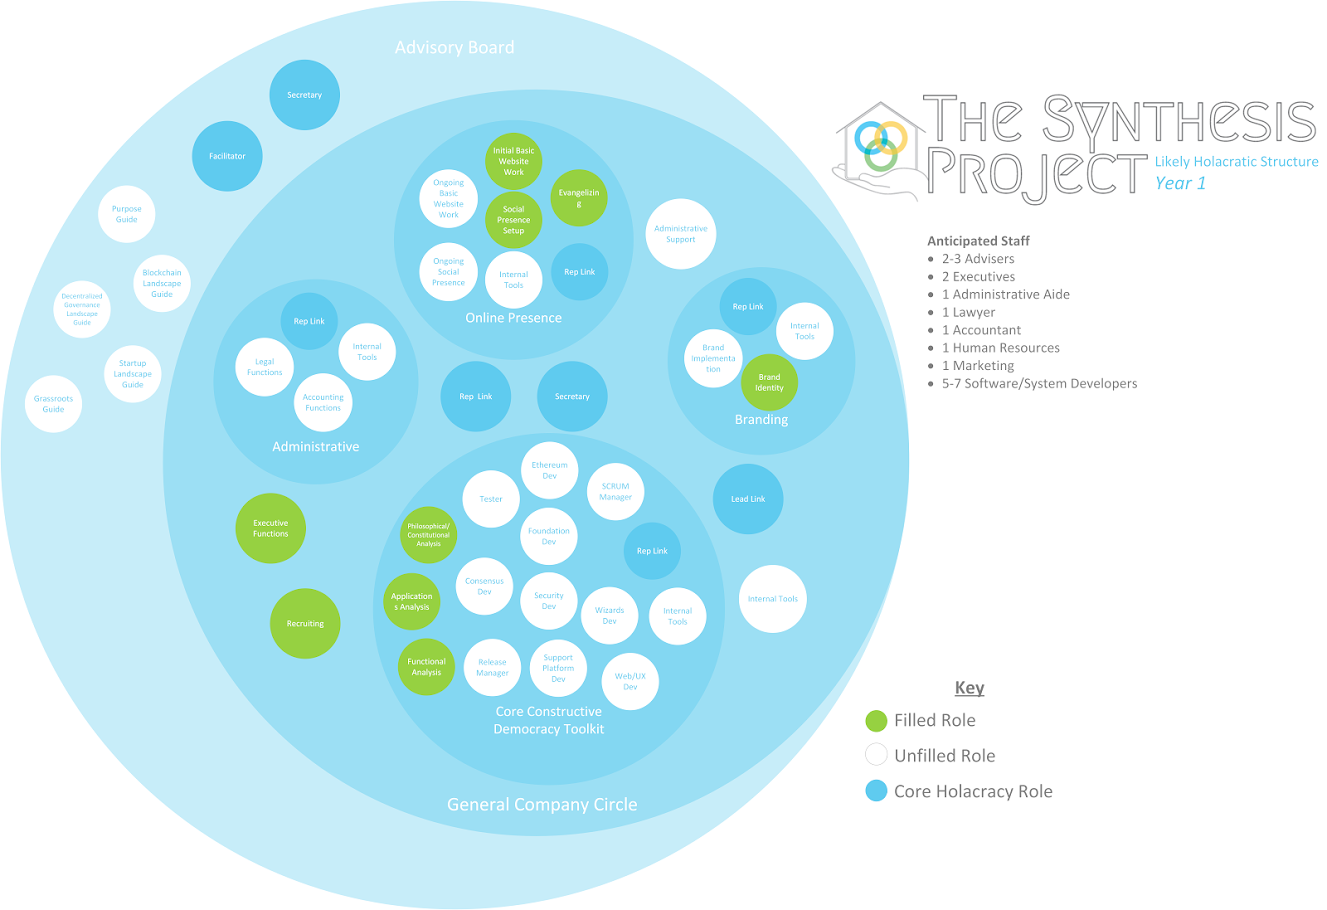 Advisory Board
Secretary
Facilitator
Purpose
Guide
Blockchain
Landscape
Guide
Decentralized
Governance
Landscape
Guide
Startup
Landscape
Guide
Grassroots
Guide
Initial Basic
Website
Work
Ongoing
Basic
Website
Work
Evangelizin
g
Social
Presence
Setup
Ongoing
Social
Presence
Internal
Tools
Rep Link
Online Presence
Administrative
Support
Rep Link
Legal
Functions
Internal
Tools
Accounting
Functions
Administrative
Rep Link
Internal
Tools
Brand
Implementa
tion
Brand
Identity
Branding
Rep Link
Secretary
Lead Link
Executive
Functions
Recruiting
Internal Tools
Ethereum
Dev
Tester
SCRUM
Manager
Philosophical/
Constitutional
Analysis
Foundation
Dev
Rep Link
Consensus
Dev
Application
s Analysis
Security
Dev
Wizards
Dev
Internal
Tools
Functional
Analysis
Release
Manager
Support
Platform
Dev
Web/UX
Dev
Core Constructive
Democracy Toolkit
General Company Circle
The Synthesis
Project
Likely Holacratic Structure
Year 1
Anticipated Staff
• 2-3 Advisers
• 2 Executives
• 1 Administrative Aide
• 1 Lawyer
• 1 Accountant
• 1 Human Resources
• 1 Marketing
• 5-7 Software/System Developers
Key
Filled Role
Unfilled Role
Core Holacracy Role